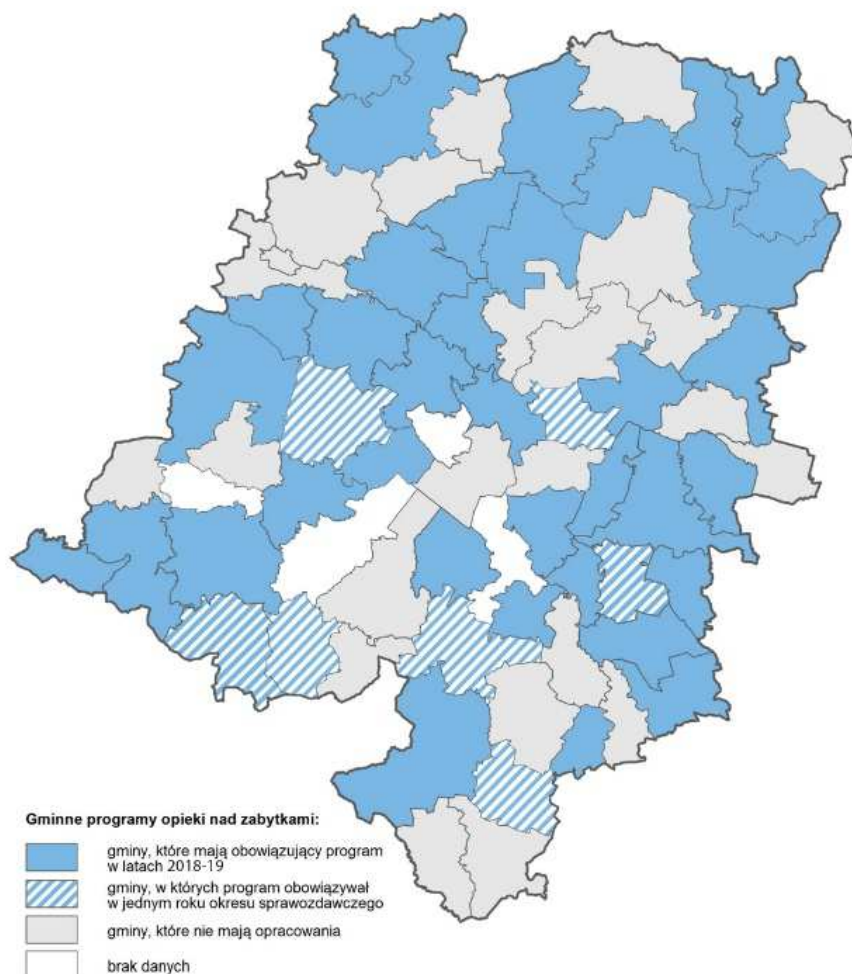 Gminne programy opieki nad zabytkami:
gminy, które mają obowiązujący program
w latach 2018-19
gminy, w których program obowiązywał
w jednym roku okresu sprawozdawczego
gminy, które nie mają opracowania
brak danych